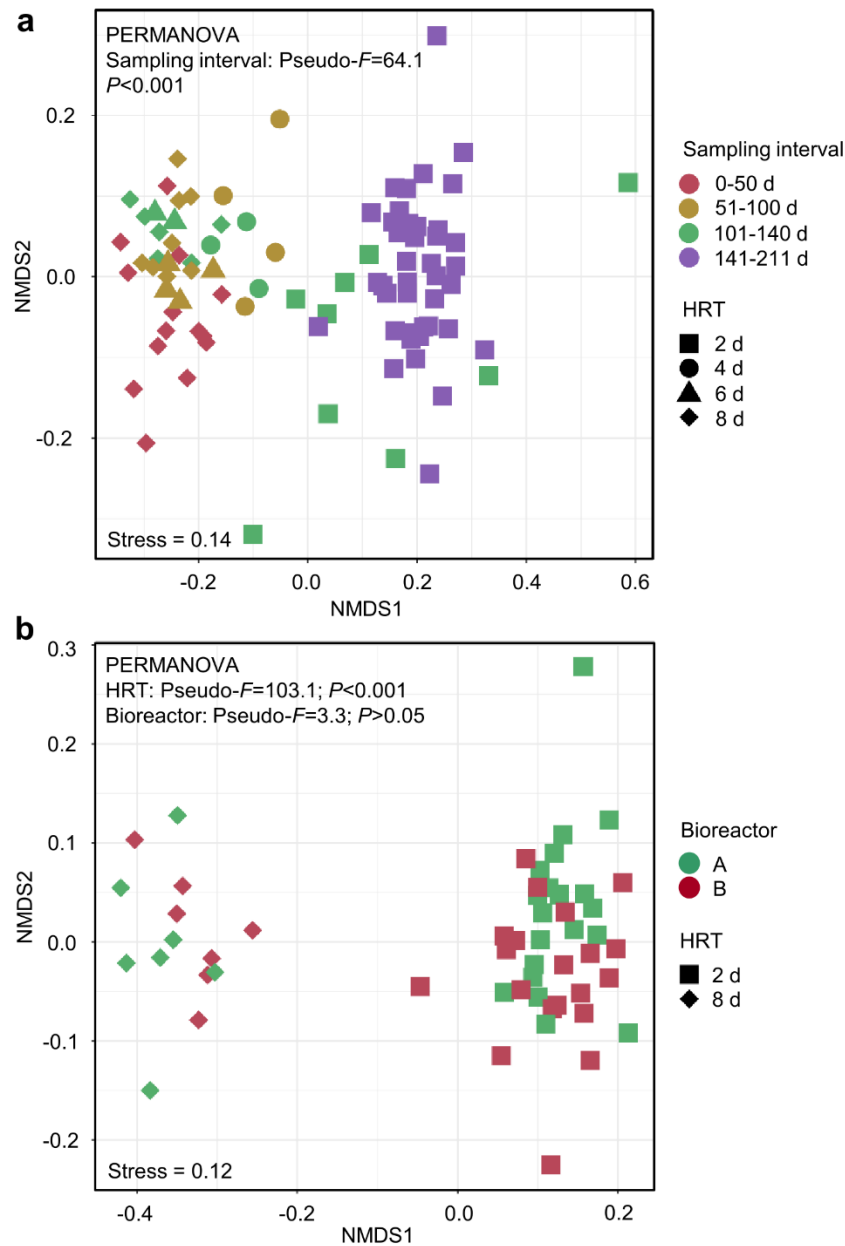 a
PERMANOVA
Sampling interval: Pseudo-F=64.1
P<0.001
0.2
0.0
-0.2
NMDS2
Stress = 0.14
-0.2
0.0
0.2
0.4
0.6
NMDS1
Sampling interval
0-50 d
51-100 d
101-140 d
141-211 d
HRT
2 d
4 d
6 d
8 d
b
PERMANOVA
HRT: Pseudo-F=103.1; P<0.001
Bioreactor: Pseudo-F=3.3; P>0.05
0.3
0.2
0.1
0.0
-0.1
-0.2
NMDS2
Stress = 0.12
-0.4
-0.2
0.0
0.2
NMDS1
Bioreactor
A
B
HRT
2 d
8 d